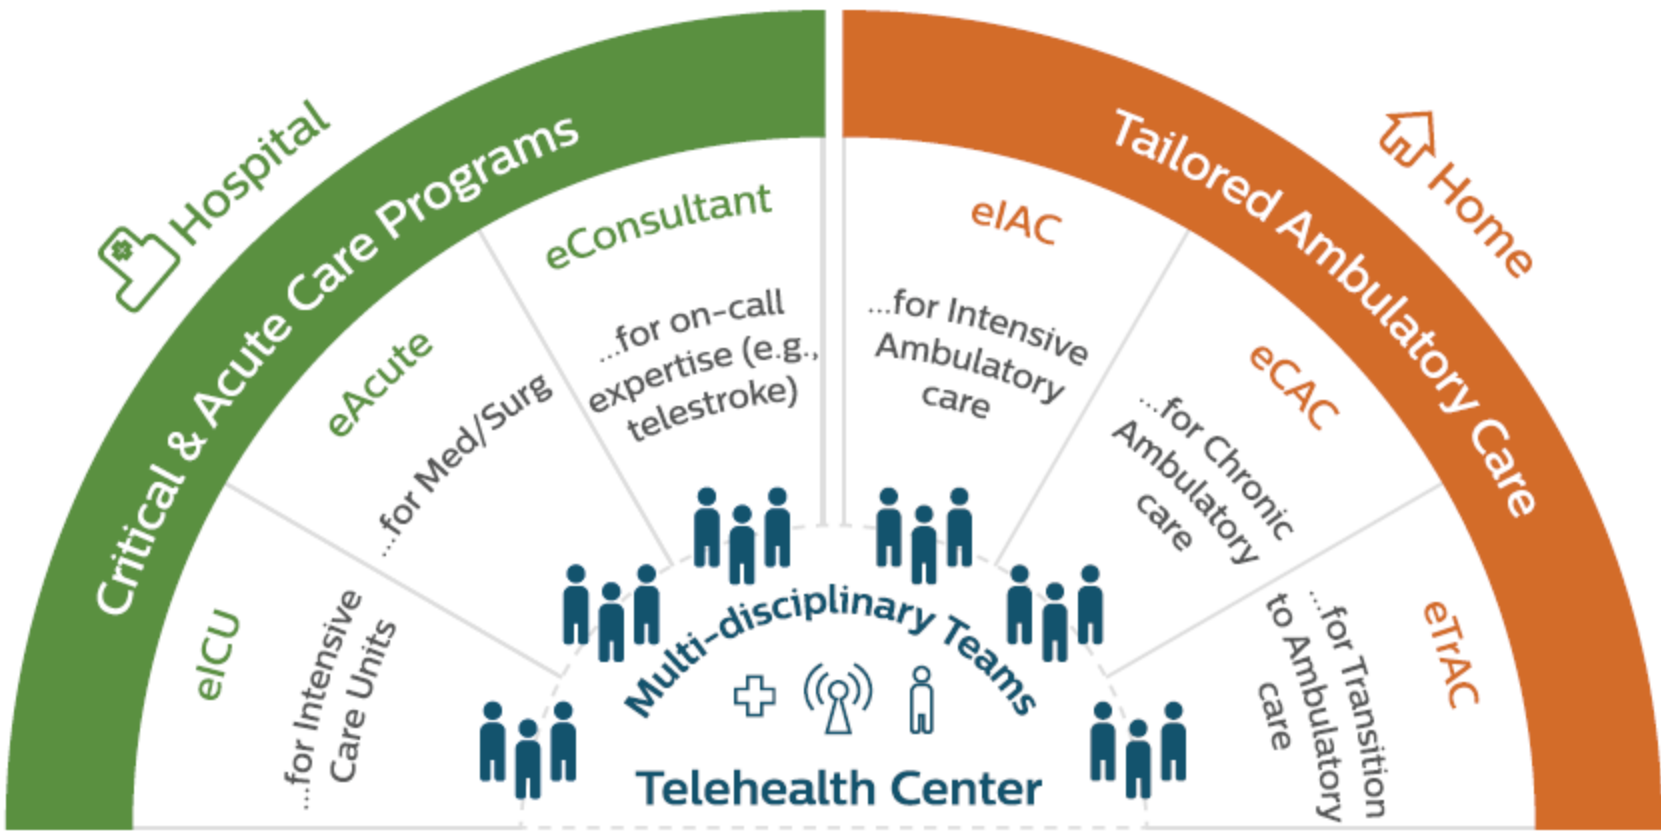 Hospital
Critical & Acute Care Programs
eICU
...for Intensive
Care Units
eAcute
...for Med/Surg
eConsultant
...for on-call
expertise (e.g.,
telestroke)
Home
Tailored Ambulatory Care
eIAC
...for Intensive
Ambulatory
care
eCAC
...for Chronic
Ambulatory
care
eTrAC
...for Transition
to Ambulatory
care
Multi-disciplinary Teams
Telehealth Center